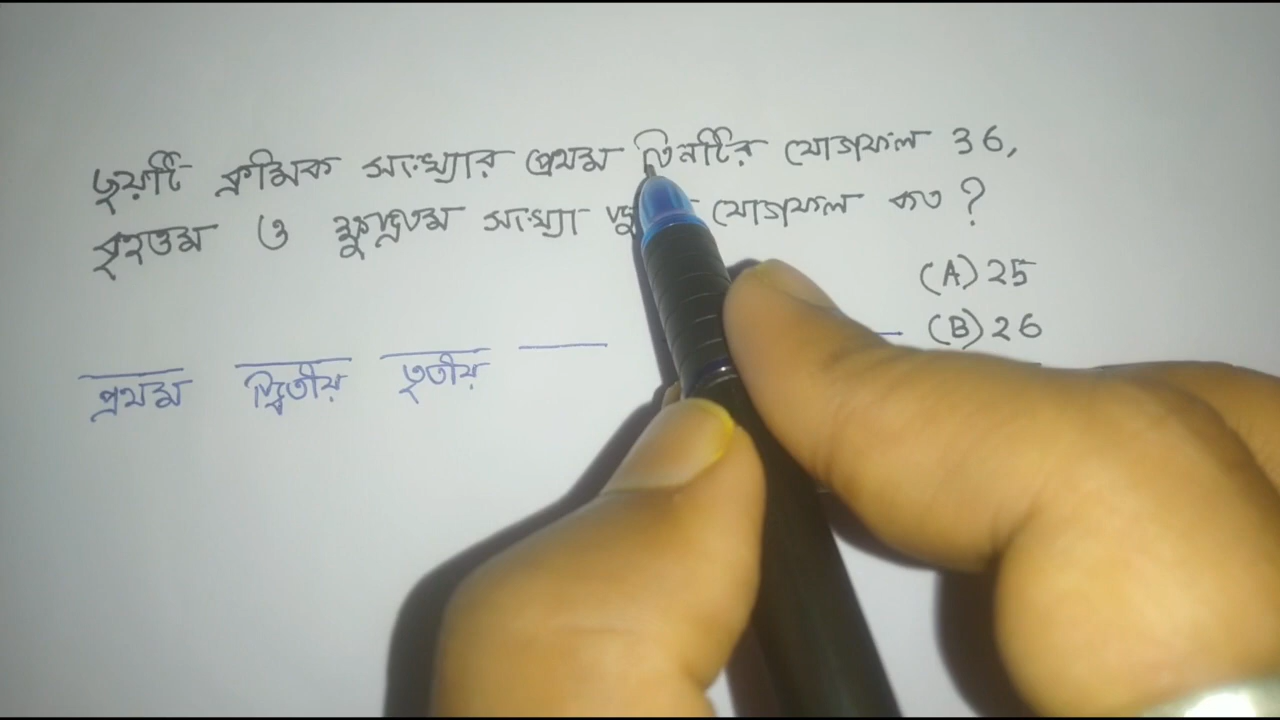 ছয়টি ক্রমিক সংখ্যার প্রথম তিনটির যোগফল 36,
বৃহত্তম ও ক্ষুদ্রতম সংখ্যা যোগফল কত ?
(A) 25
(B) 26
প্রথম দ্বিতীয় তৃতীয়